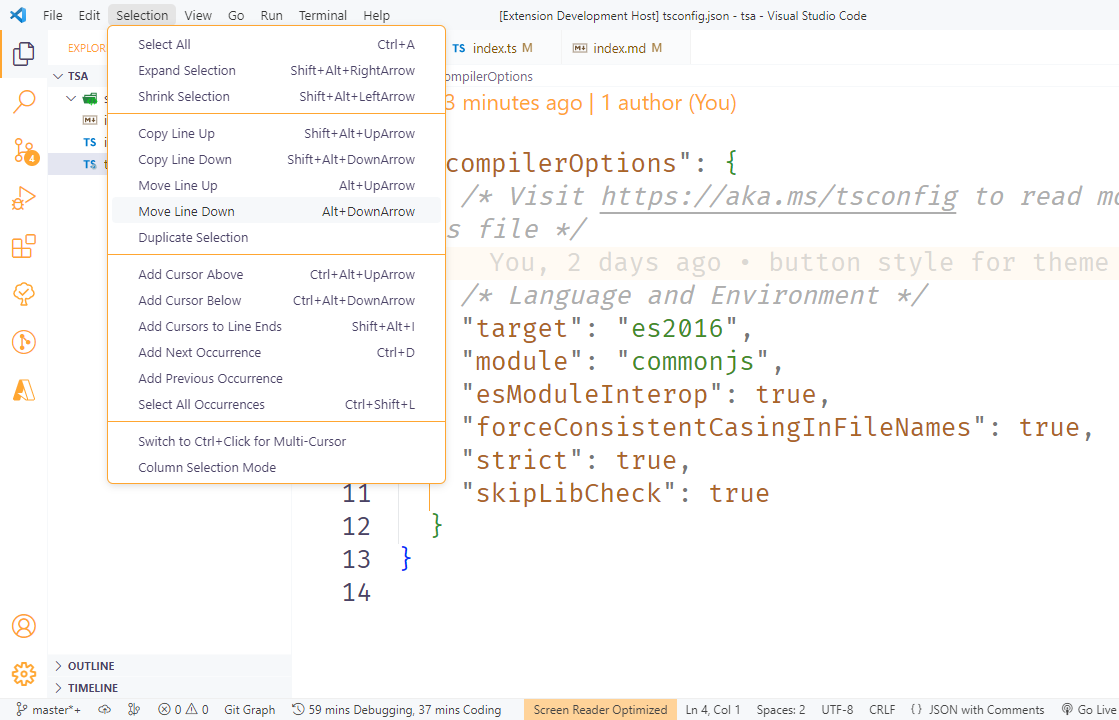 File Edit Selection View Go Run Terminal Help [Extension Development Host] tsconfig.json - tsa - Visual Studio Code
EXPLOR
TS index.ts M
index.md M
TSA
compilerOptions
Select All Ctrl+A
Expand Selection Shift+Alt+RightArrow
Shrink Selection Shift+Alt+LeftArrow
Copy Line Up Shift+Alt+UpArrow
Copy Line Down Shift+Alt+DownArrow
Move Line Up Alt+UpArrow
Move Line Down Alt+DownArrow
Duplicate Selection
Add Cursor Above Ctrl+Alt+UpArrow
Add Cursor Below Ctrl+Alt+DownArrow
Add Cursors to Line Ends Shift+Alt+I
Add Next Occurrence Ctrl+D
Add Previous Occurrence
Select All Occurrences Ctrl+Shift+L
Switch to Ctrl+Click for Multi-Cursor
Column Selection Mode
TS
TS
4
3 minutes ago | 1 author (You)
compilerOptions": {
/* Visit https://aka.ms/tsconfig to read mo
s file */
You, 2 days ago • button style for theme
/* Language and Environment */
"target": "es2016",
"module": "commonjs",
"esModuleInterop": true,
"forceConsistentCasingInFileNames": true,
"strict": true,
11 "skipLibCheck": true
12 }
13 }
14
OUTLINE
TIMELINE
master*+ 0 0 Git Graph 59 mins Debugging, 37 mins Coding Screen Reader Optimized Ln 4, Col 1 Spaces: 2 UTF-8 CRLF {} JSON with Comments Go Live